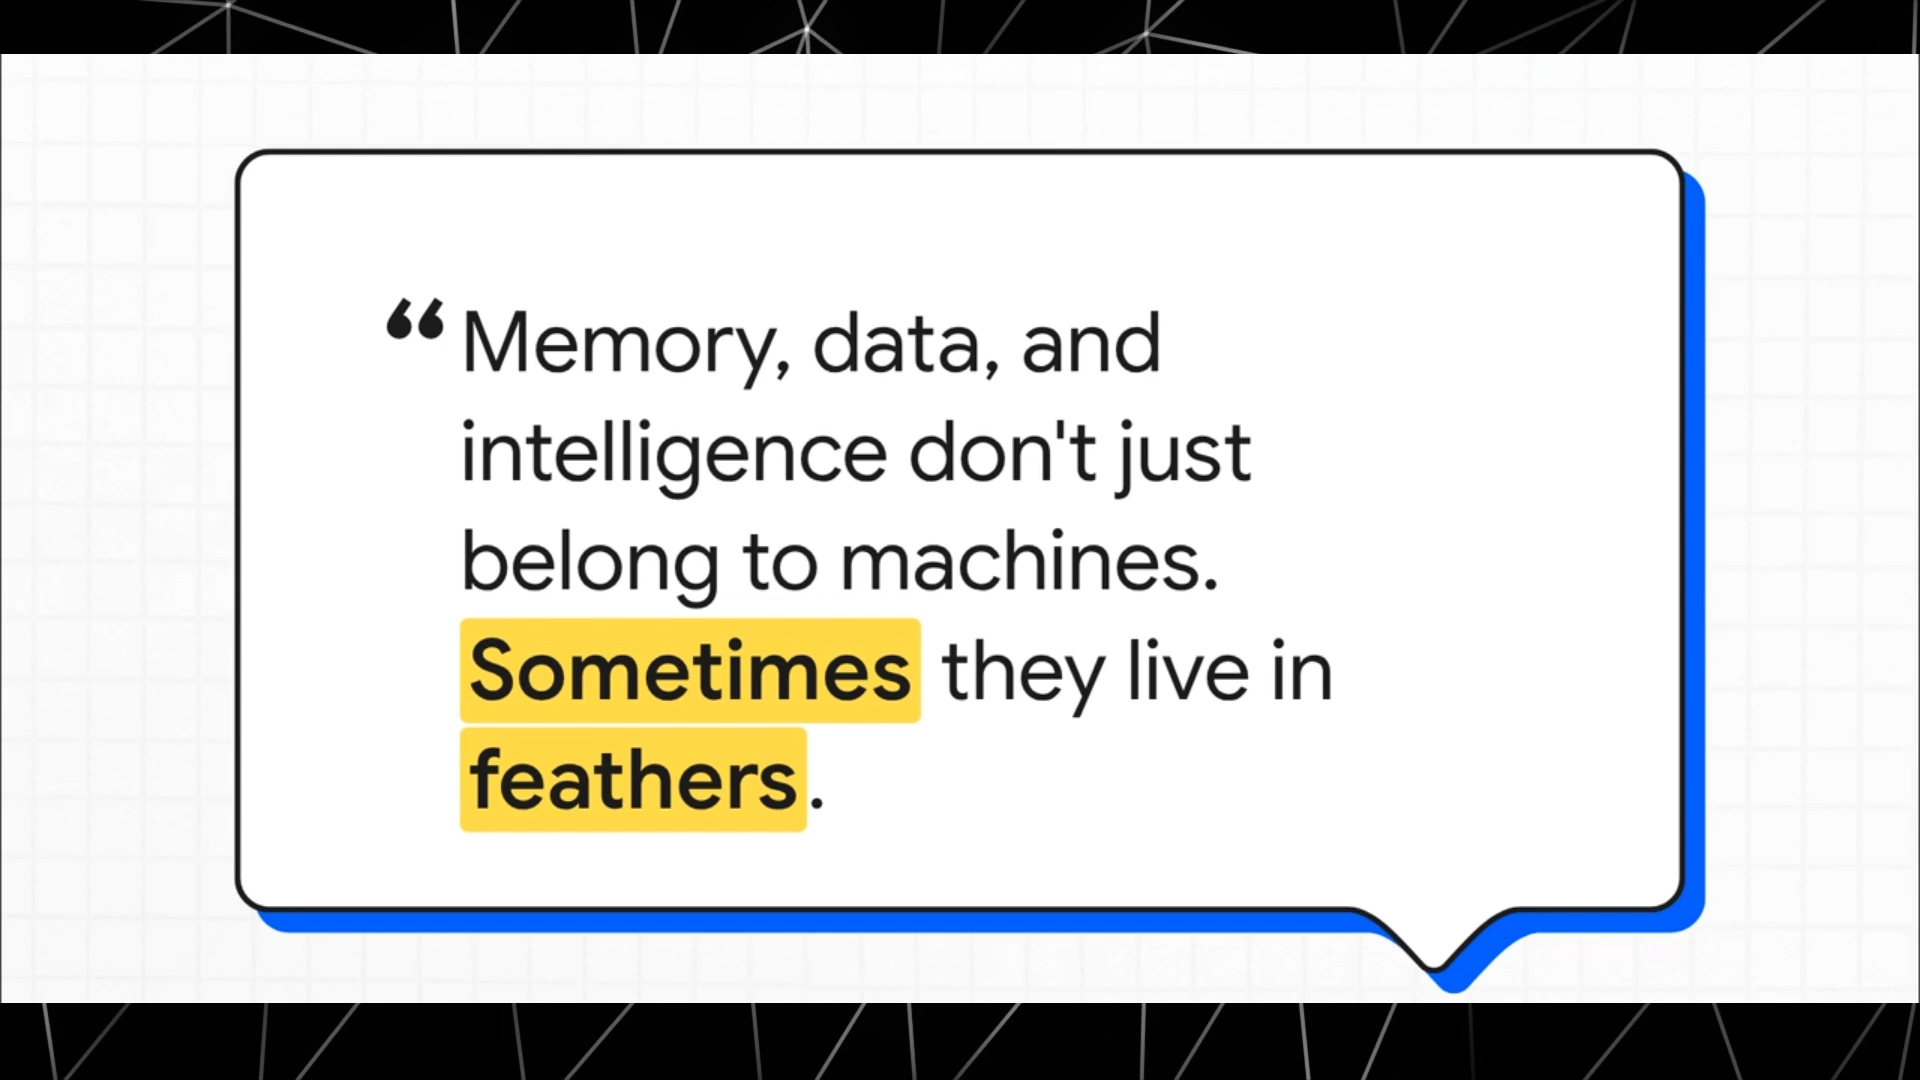 “Memory, data, and
intelligence don't just
belong to machines.
Sometimes they live in
feathers.